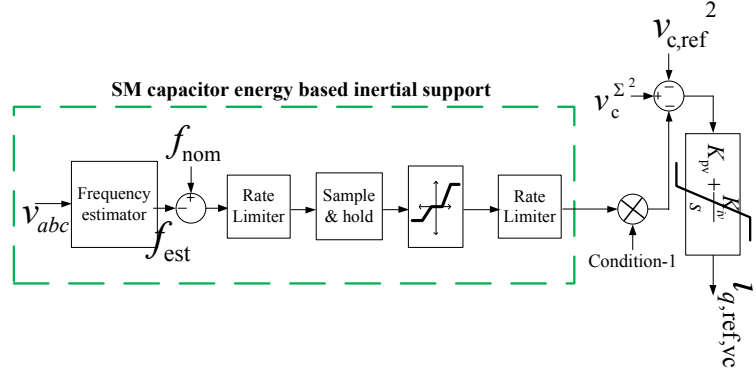 v_c,ref^2
SM capacitor energy based inertial support
v_c^Σ2
+
−
−
f_nom
+
−
v_abc
Frequency
estimator
f_est
Rate
Limiter
Sample
& hold
Rate
Limiter
Condition-1
K_pv + K_iv/s
i_q,ref,vc